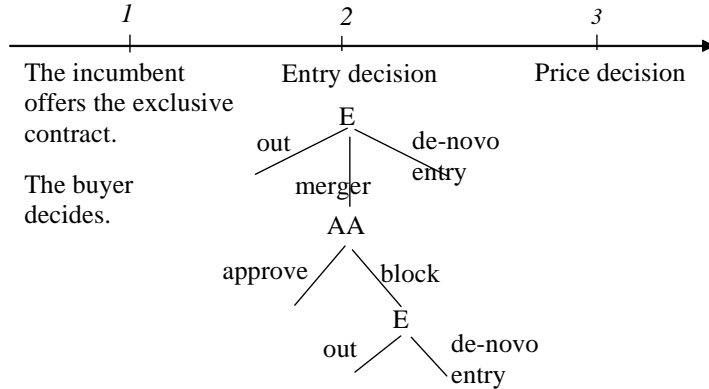 1 2 3
The incumbent
offers the exclusive
contract.
The buyer
decides.
Entry decision
Price decision
E
out
de-novo
entry
merger
AA
approve
block
E
out
de-novo
entry